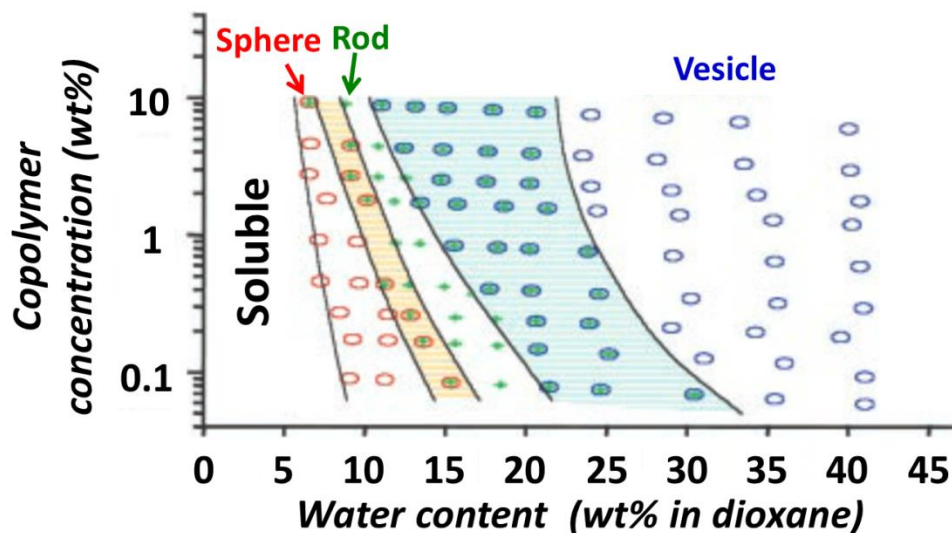 Sphere Rod
Vesicle
Soluble
Copolymer
concentration (wt%)
10
1
0.1
0 5 10 15 20 25 30 35 40 45
Water content (wt% in dioxane)